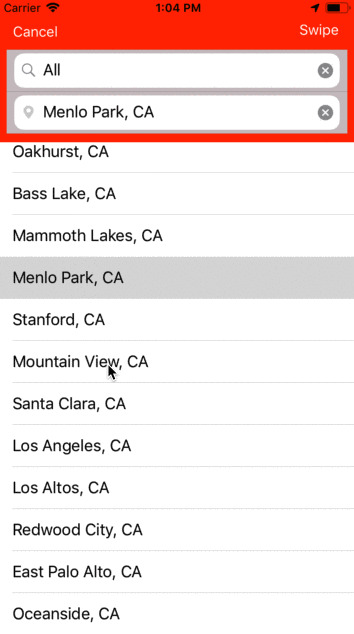 Carrier 1:04 PM
Cancel Swipe
All
Menlo Park, CA
Oakhurst, CA
Bass Lake, CA
Mammoth Lakes, CA
Menlo Park, CA
Stanford, CA
Mountain View, CA
Santa Clara, CA
Los Angeles, CA
Los Altos, CA
Redwood City, CA
East Palo Alto, CA
Oceanside, CA